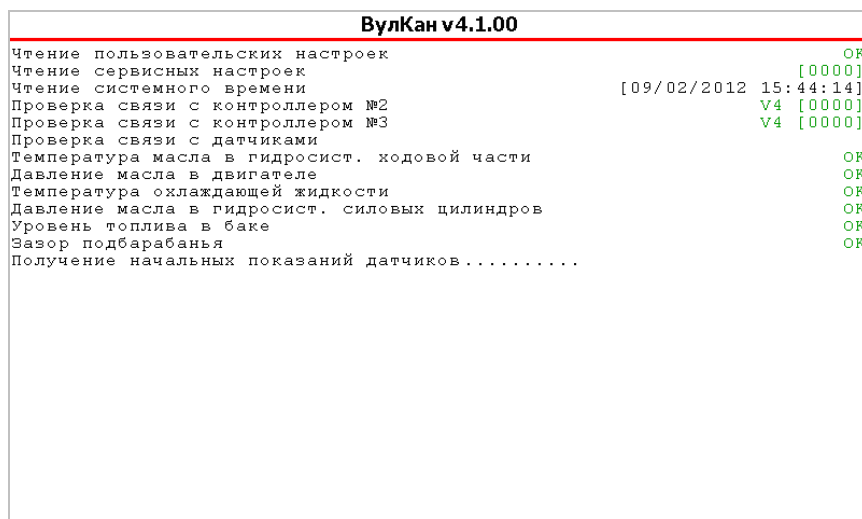 ВулКан v4.1.00
Чтение пользовательских настроек OK
Чтение сервисных настроек [0000]
Чтение системного времени [09/02/2012 15:44:14]
Проверка связи с контроллером №2 V4 [0000]
Проверка связи с контроллером №3 V4 [0000]
Проверка связи с датчиками
Температура масла в гидросист. ходовой части OK
Давление масла в двигателе OK
Температура охлаждающей жидкости OK
Давление масла в гидросист. силовых цилиндров OK
Уровень топлива в баке OK
Зазор подбарабанья OK
Получение начальных показаний датчиков..........